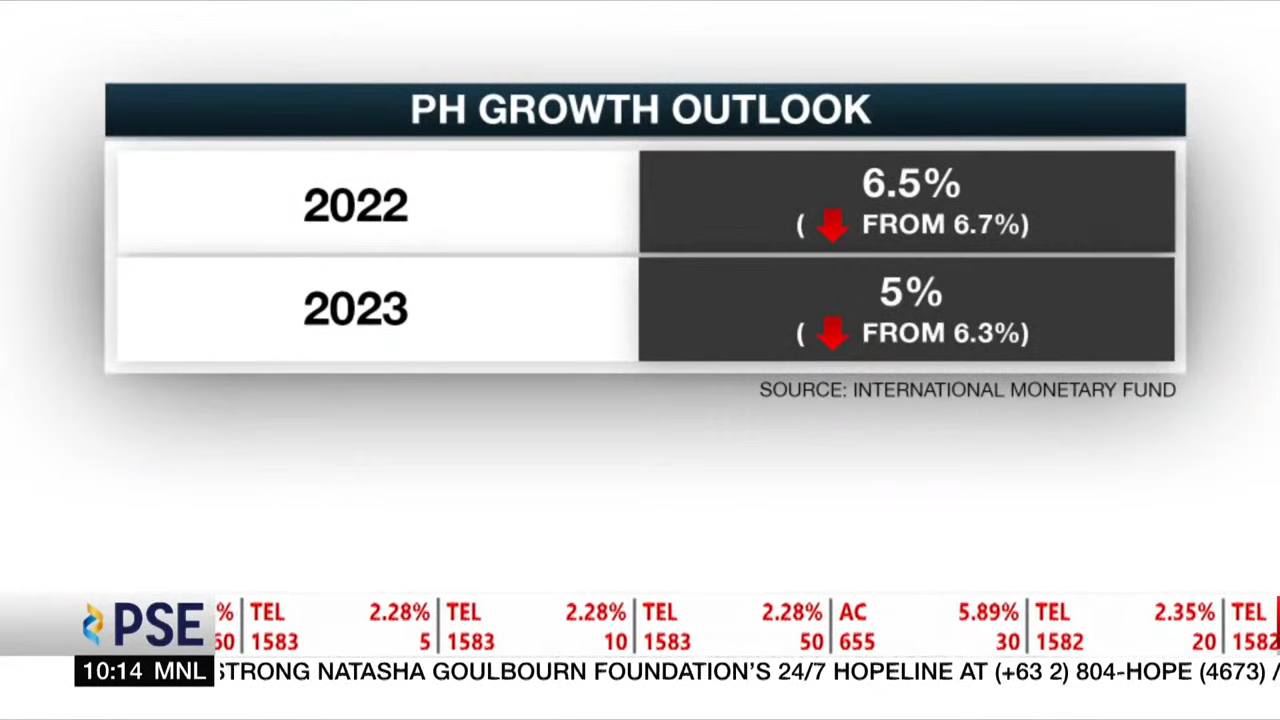 PH GROWTH OUTLOOK
2022
6.5%
( FROM 6.7%)
2023
5%
( FROM 6.3%)
SOURCE: INTERNATIONAL MONETARY FUND
PSE
% TEL 2.28% TEL 2.28% TEL 2.28% AC 5.89% TEL 2.35% TEL
60 1583 5 1583 10 1583 50 655 30 1582 20 1582
10:14 MNL
STRONG NATASHA GOULBOURN FOUNDATION'S 24/7 HOPELINE AT (+63 2) 804-HOPE (4673) /